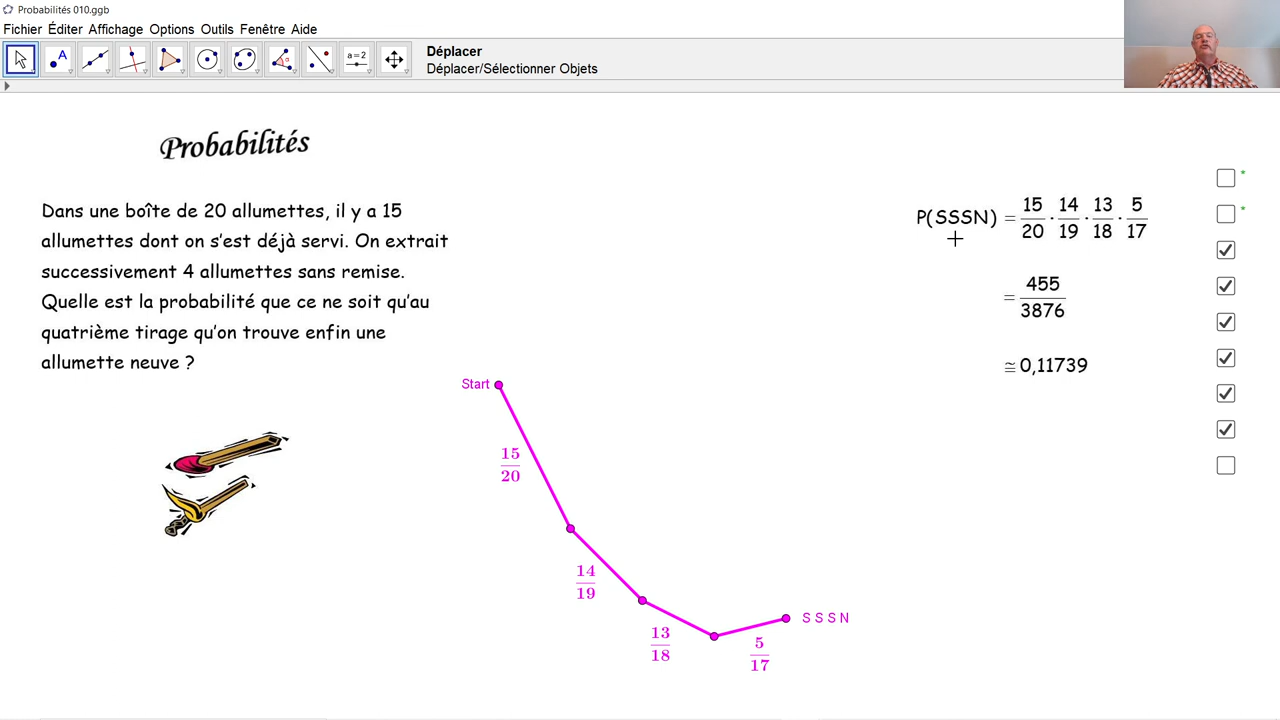 Probabilités 010.ggb
Fichier Éditer Affichage Options Outils Fenêtre Aide
A
a=2
Déplacer
Déplacer/Sélectionner Objets
Probabilités
Dans une boîte de 20 allumettes, il y a 15
allumettes dont on s'est déjà servi. On extrait
successivement 4 allumettes sans remise.
Quelle est la probabilité que ce ne soit qu'au
quatrième tirage qu'on trouve enfin une
allumette neuve ?
P(SSSN) = 15/20 · 14/19 · 13/18 · 5/17
= 455/3876
≅ 0,11739
*
*
Start
15/20
14/19
13/18
5/17
S S S N